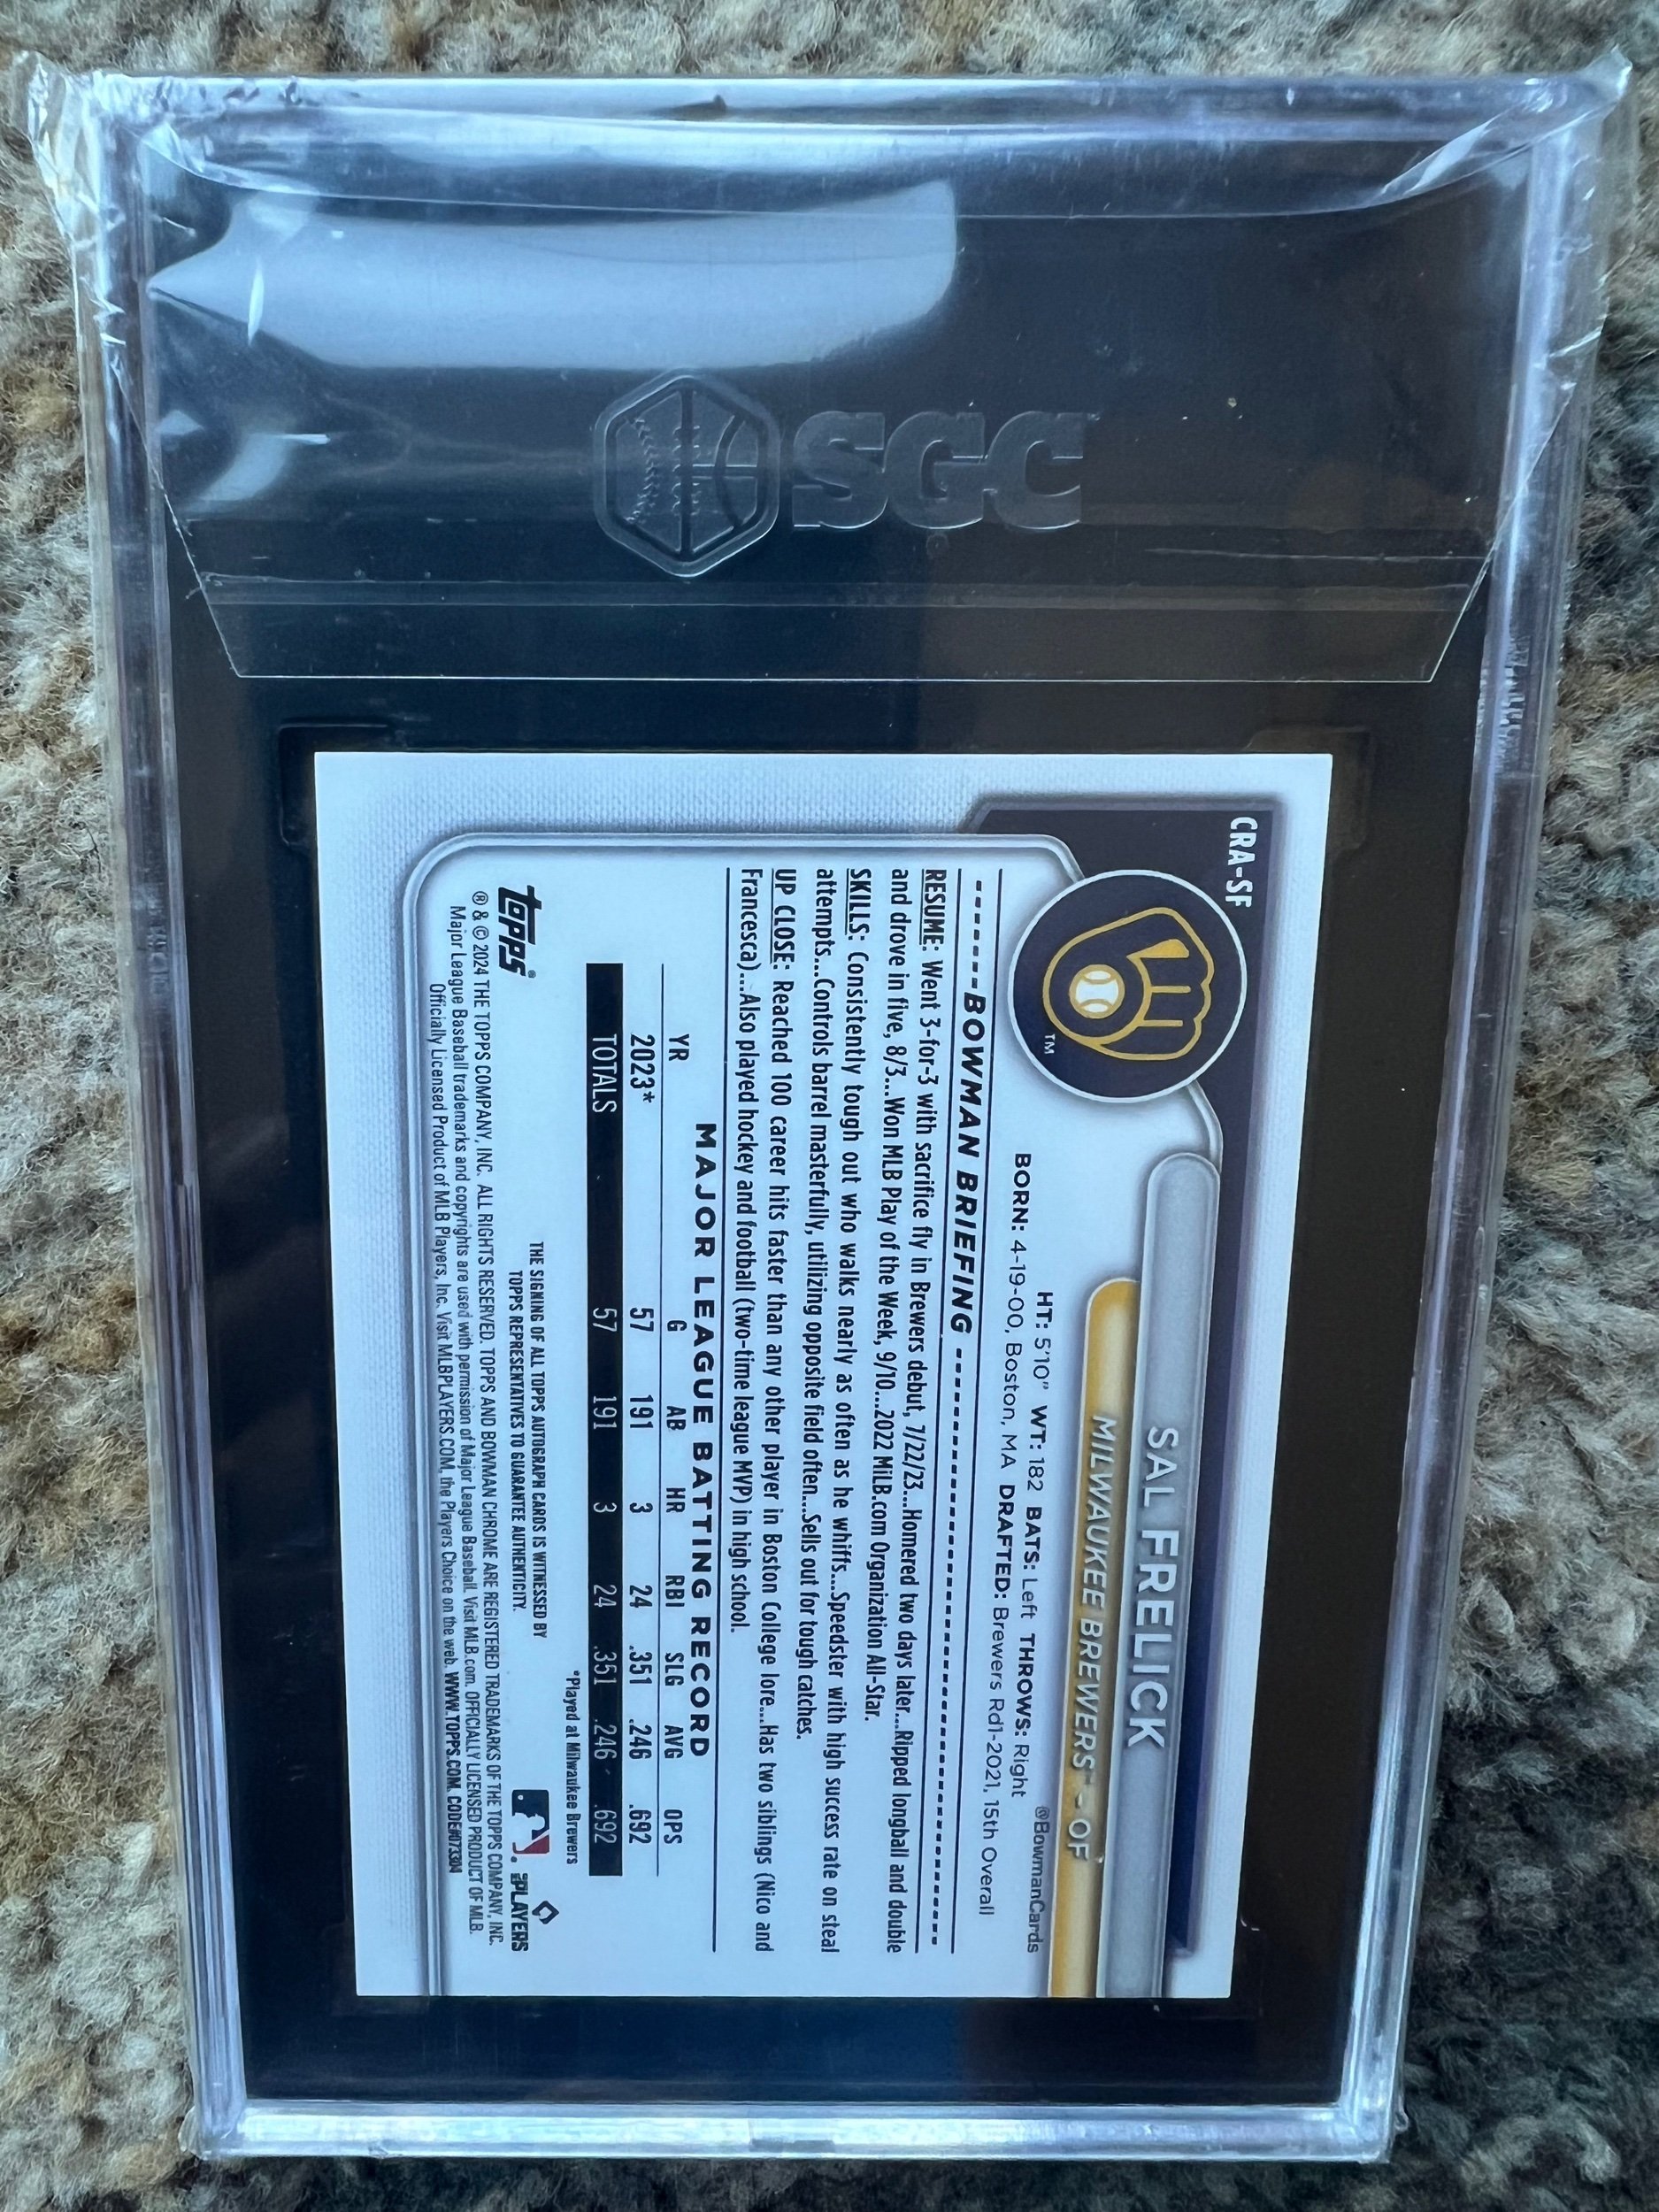 SGC
CRA-SF
SAL FRELICK
MILWAUKEE BREWERS™ - OF
TM
@BowmanCards
HT: 5'10" WT: 182 BATS: Left THROWS: Right
BORN: 4-19-00, Boston, MA DRAFTED: Brewers Rd1-2021, 15th Overall
BOWMAN BRIEFING
RESUME: Went 3-for-3 with sacrifice fly in Brewers debut, 7/22/23...Homered two days later...Ripped longball and double
and drove in five, 8/3...Won MLB Play of the Week, 9/10...2022 MiLB.com Organization All-Star.
SKILLS: Consistently tough out who walks nearly as often as he whiffs...Speedster with high success rate on steal
attempts...Controls barrel masterfully, utilizing opposite field often...Sells out for tough catches.
UP CLOSE: Reached 100 career hits faster than any other player in Boston College lore...Has two siblings (Nico and
Francesca)...Also played hockey and football (two-time league MVP) in high school.
MAJOR LEAGUE BATTING RECORD
YR G AB HR RBI SLG AVG OPS
2023* 57 191 3 24 .351 .246 .692
TOTALS 57 191 3 24 .351 .246 .692
*Played at Milwaukee Brewers
topps®
THE SIGNING OF ALL TOPPS AUTOGRAPH CARDS IS WITNESSED BY
TOPPS REPRESENTATIVES TO GUARANTEE AUTHENTICITY.
PLAYERS
® & © 2024 THE TOPPS COMPANY, INC. ALL RIGHTS RESERVED. TOPPS AND BOWMAN CHROME ARE REGISTERED TRADEMARKS OF THE TOPPS COMPANY, INC.
Major League Baseball trademarks and copyrights are used with permission of Major League Baseball. Visit MLB.com. OFFICIALLY LICENSED PRODUCT OF MLB.
Officially Licensed Product of MLB Players, Inc. Visit MLBPLAYERS.COM, the Players Choice on the web. WWW.TOPPS.COM. CODE#073304